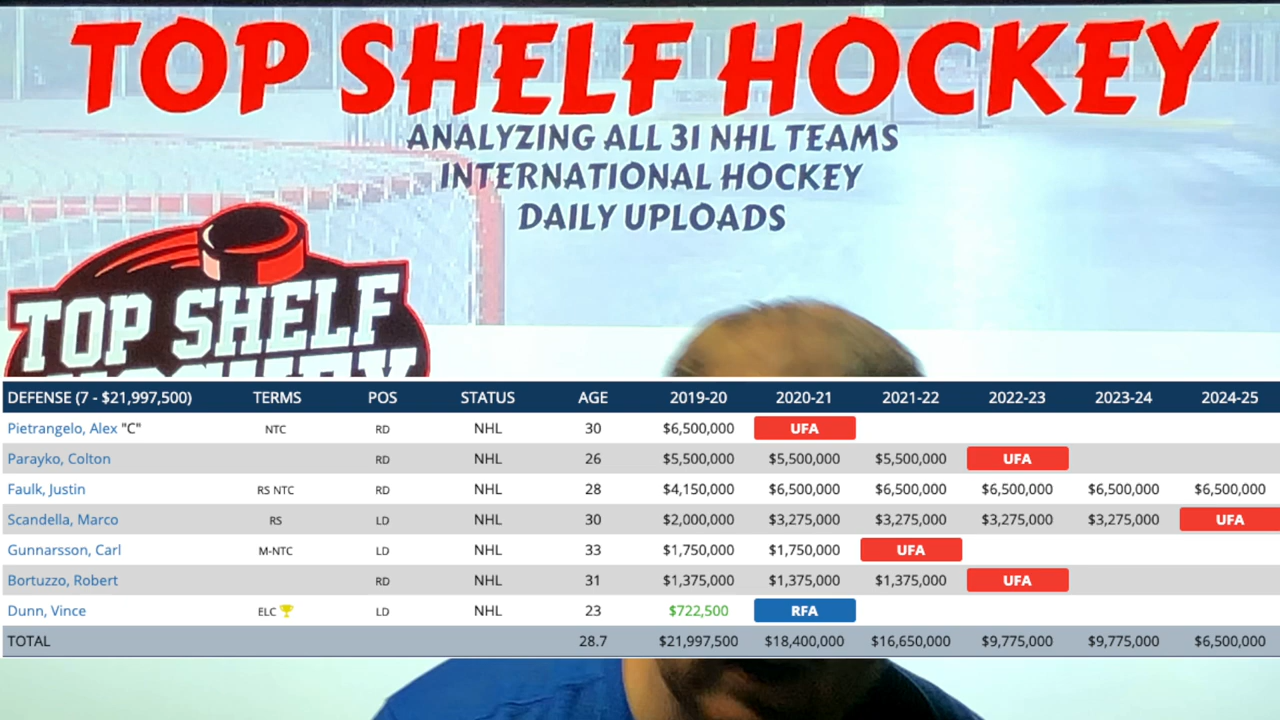 TOP SHELF HOCKEY
ANALYZING ALL 31 NHL TEAMS
INTERNATIONAL HOCKEY
DAILY UPLOADS
TOP SHELF
DEFENSE (7 - $21,997,500) TERMS POS STATUS AGE 2019-20 2020-21 2021-22 2022-23 2023-24 2024-25
Pietrangelo, Alex "C" NTC RD NHL 30 $6,500,000 UFA
Parayko, Colton RD NHL 26 $5,500,000 $5,500,000 $5,500,000 UFA
Faulk, Justin RS NTC RD NHL 28 $4,150,000 $6,500,000 $6,500,000 $6,500,000 $6,500,000 $6,500,000
Scandella, Marco RS LD NHL 30 $2,000,000 $3,275,000 $3,275,000 $3,275,000 $3,275,000 UFA
Gunnarsson, Carl M-NTC LD NHL 33 $1,750,000 $1,750,000 UFA
Bortuzzo, Robert RD NHL 31 $1,375,000 $1,375,000 $1,375,000 UFA
Dunn, Vince ELC LD NHL 23 $722,500 RFA
TOTAL 28.7 $21,997,500 $18,400,000 $16,650,000 $9,775,000 $9,775,000 $6,500,000